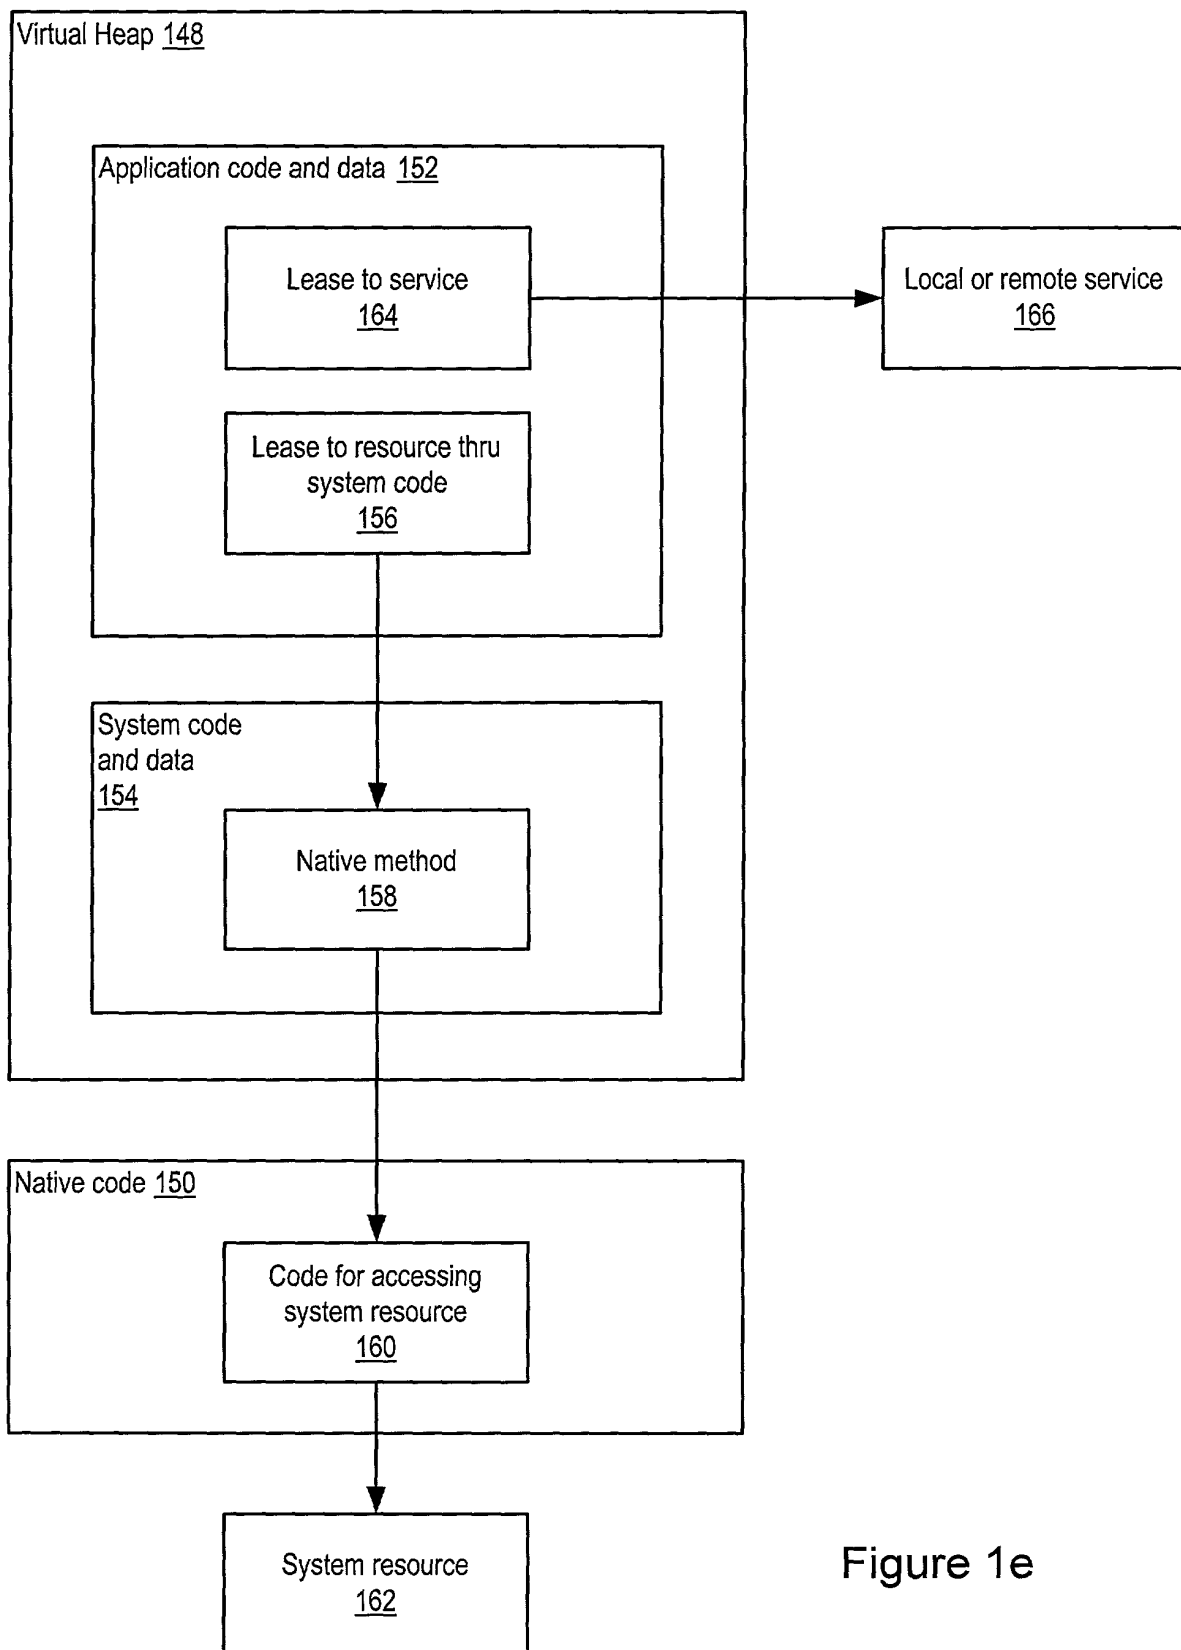 Virtual Heap 148
Application code and data 152
Lease to service
164
Local or remote service
166
Lease to resource thru
system code
156
System code
and data
154
Native method
158
Native code 150
Code for accessing
system resource
160
System resource
162
Figure 1e